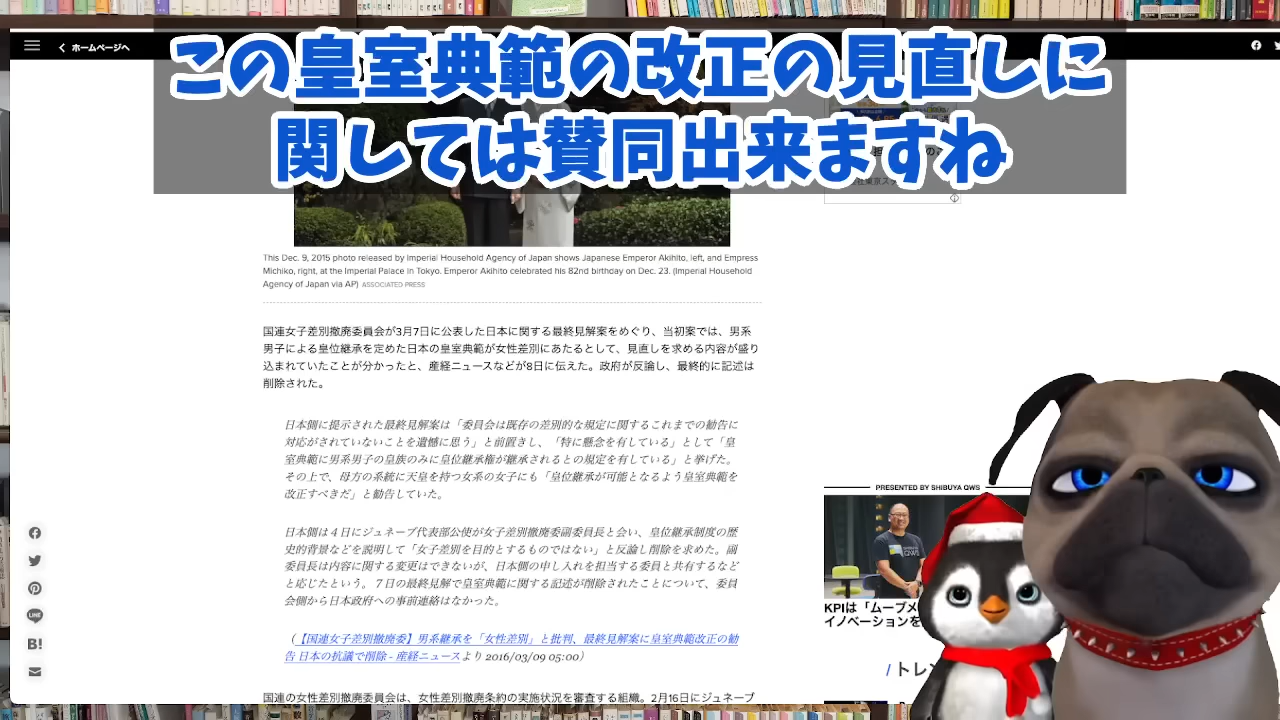 この皇室典範の改正の見直しに
関しては賛同出来ますね
ホームページへ
This Dec. 9, 2015 photo released by Imperial Household Agency of Japan shows Japanese Emperor Akihito, left, and Empress
Michiko, right, at the Imperial Palace in Tokyo. Emperor Akihito celebrated his 82nd birthday on Dec. 23. (Imperial Household
Agency of Japan via AP) ASSOCIATED PRESS
国連女子差別撤廃委員会が3月7日に公表した日本に関する最終見解案をめぐり、当初案では、男系
男子による皇位継承を定めた日本の皇室典範が女性差別にあたるとして、見直しを求める内容が盛り
込まれていたことが分かったと、産経ニュースなどが8日に伝えた。政府が反論し、最終的に記述は
削除された。
日本側に提示された最終見解案は「委員会は既存の差別的な規定に関するこれまでの勧告に
対応がされていないことを遺憾に思う」と前置きし、「特に懸念を有している」として「皇
室典範に男系男子の皇族のみに皇位継承権が継承されるとの規定を有している」と挙げた。
その上で、母方の系統に天皇を持つ女系の女子にも「皇位継承が可能となるよう皇室典範を
改正すべきだ」と勧告していた。
日本側は４日にジュネーブ代表部公使が女子差別撤廃委副委員長と会い、皇位継承制度の歴
史的背景などを説明して「女子差別を目的とするものではない」と反論し削除を求めた。副
委員長は内容に関する変更はできないが、日本側の申し入れを担当する委員と共有するなど
と応じたという。７日の最終見解で皇室典範に関する記述が削除されたことについて、委員
会側から日本政府への事前連絡はなかった。
（【国連女子差別撤廃委】男系継承を「女性差別」と批判、最終見解案に皇室典範改正の勧
告 日本の抗議で削除 - 産経ニュースより 2016/03/09 05:00）
国連の女性差別撤廃委員会は、女性差別撤廃条約の実施状況を審査する組織。2月16日にジュネーブ
PRESENTED BY SHIBUYA QWS
SHIBUYA
QWS
KPIは「ムーブメ
イノベーションを
/ トレン
LINE
B!